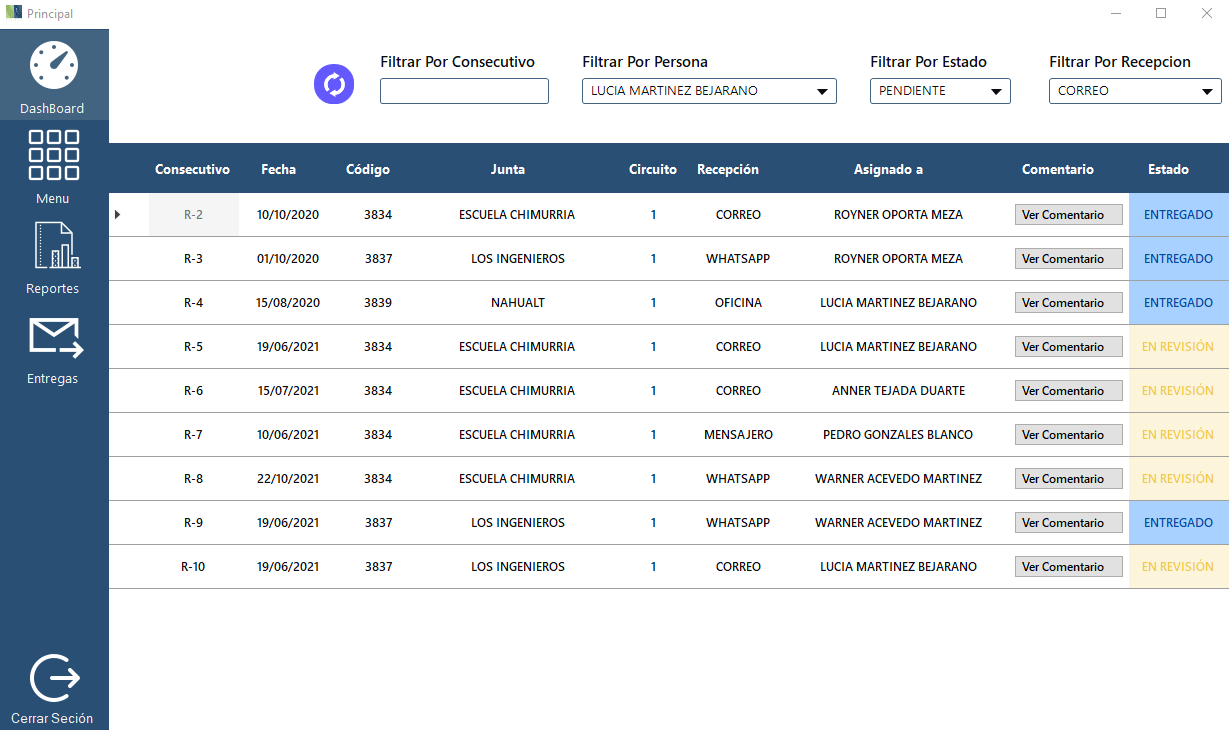 Principal
DashBoard
Menu
Reportes
Entregas
Cerrar Seción
Filtrar Por Consecutivo Filtrar Por Persona Filtrar Por Estado Filtrar Por Recepcion
LUCIA MARTINEZ BEJARANO PENDIENTE CORREO
Consecutivo Fecha Código Junta Circuito Recepción Asignado a Comentario Estado
R-2 10/10/2020 3834 ESCUELA CHIMURRIA 1 CORREO ROYNER OPORTA MEZA Ver Comentario ENTREGADO
R-3 01/10/2020 3837 LOS INGENIEROS 1 WHATSAPP ROYNER OPORTA MEZA Ver Comentario ENTREGADO
R-4 15/08/2020 3839 NAHUALT 1 OFICINA LUCIA MARTINEZ BEJARANO Ver Comentario ENTREGADO
R-5 19/06/2021 3834 ESCUELA CHIMURRIA 1 CORREO LUCIA MARTINEZ BEJARANO Ver Comentario EN REVISIÓN
R-6 15/07/2021 3834 ESCUELA CHIMURRIA 1 CORREO ANNER TEJADA DUARTE Ver Comentario EN REVISIÓN
R-7 10/06/2021 3834 ESCUELA CHIMURRIA 1 MENSAJERO PEDRO GONZALES BLANCO Ver Comentario EN REVISIÓN
R-8 22/10/2021 3834 ESCUELA CHIMURRIA 1 WHATSAPP WARNER ACEVEDO MARTINEZ Ver Comentario EN REVISIÓN
R-9 19/06/2021 3837 LOS INGENIEROS 1 WHATSAPP WARNER ACEVEDO MARTINEZ Ver Comentario ENTREGADO
R-10 19/06/2021 3837 LOS INGENIEROS 1 CORREO LUCIA MARTINEZ BEJARANO Ver Comentario EN REVISIÓN